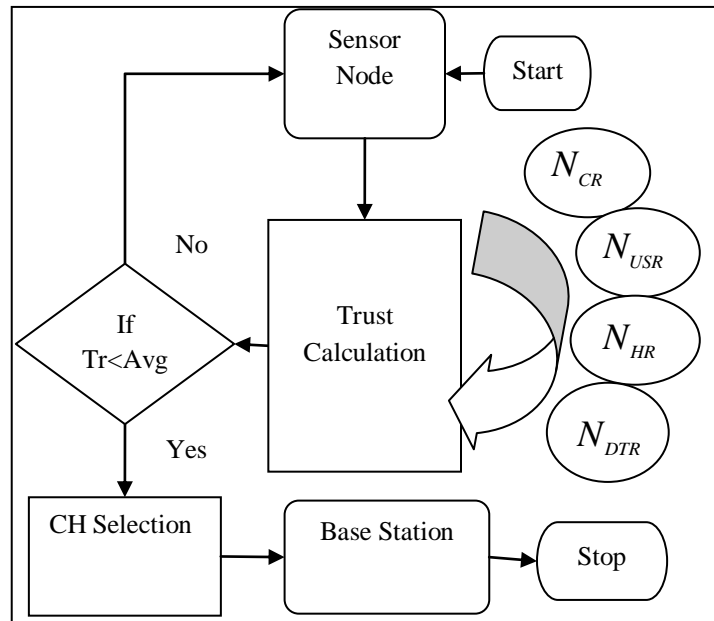 Sensor
Node
Start
N_CR
N_USR
No
Trust
Calculation
If
Tr<Avg
N_HR
N_DTR
Yes
CH Selection
Base Station
Stop